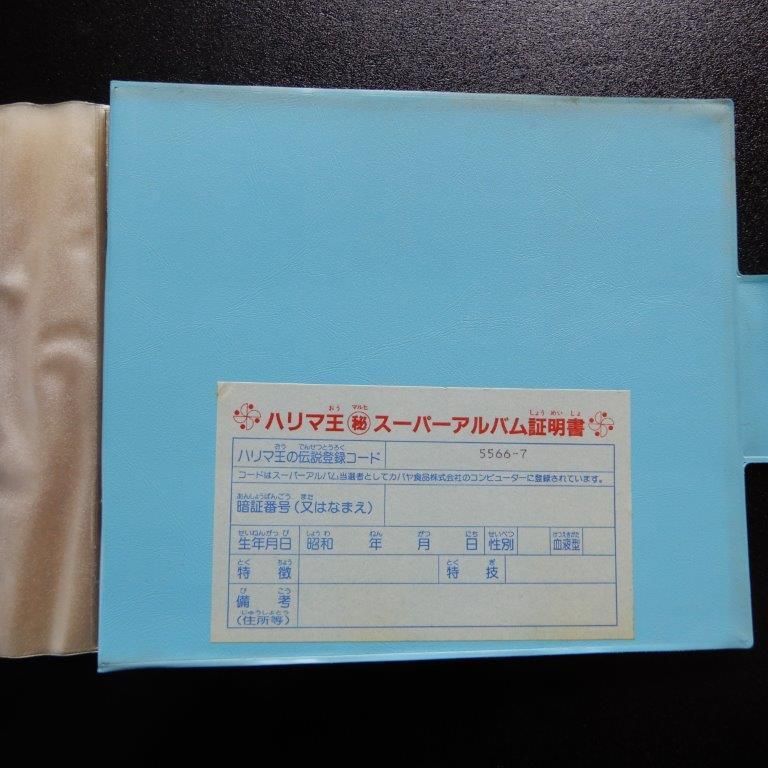 ハリマ王㊙スーパーアルバム証明書
ハリマ王の伝説登録コード 5566-7
コードはスーパーアルバム当選者としてカバヤ食品株式会社のコンピューターに登録されています。
暗証番号(又はなまえ)
生年月日 昭和 年 月 日 性別 血液型
特徴 特技
備考
(住所等)